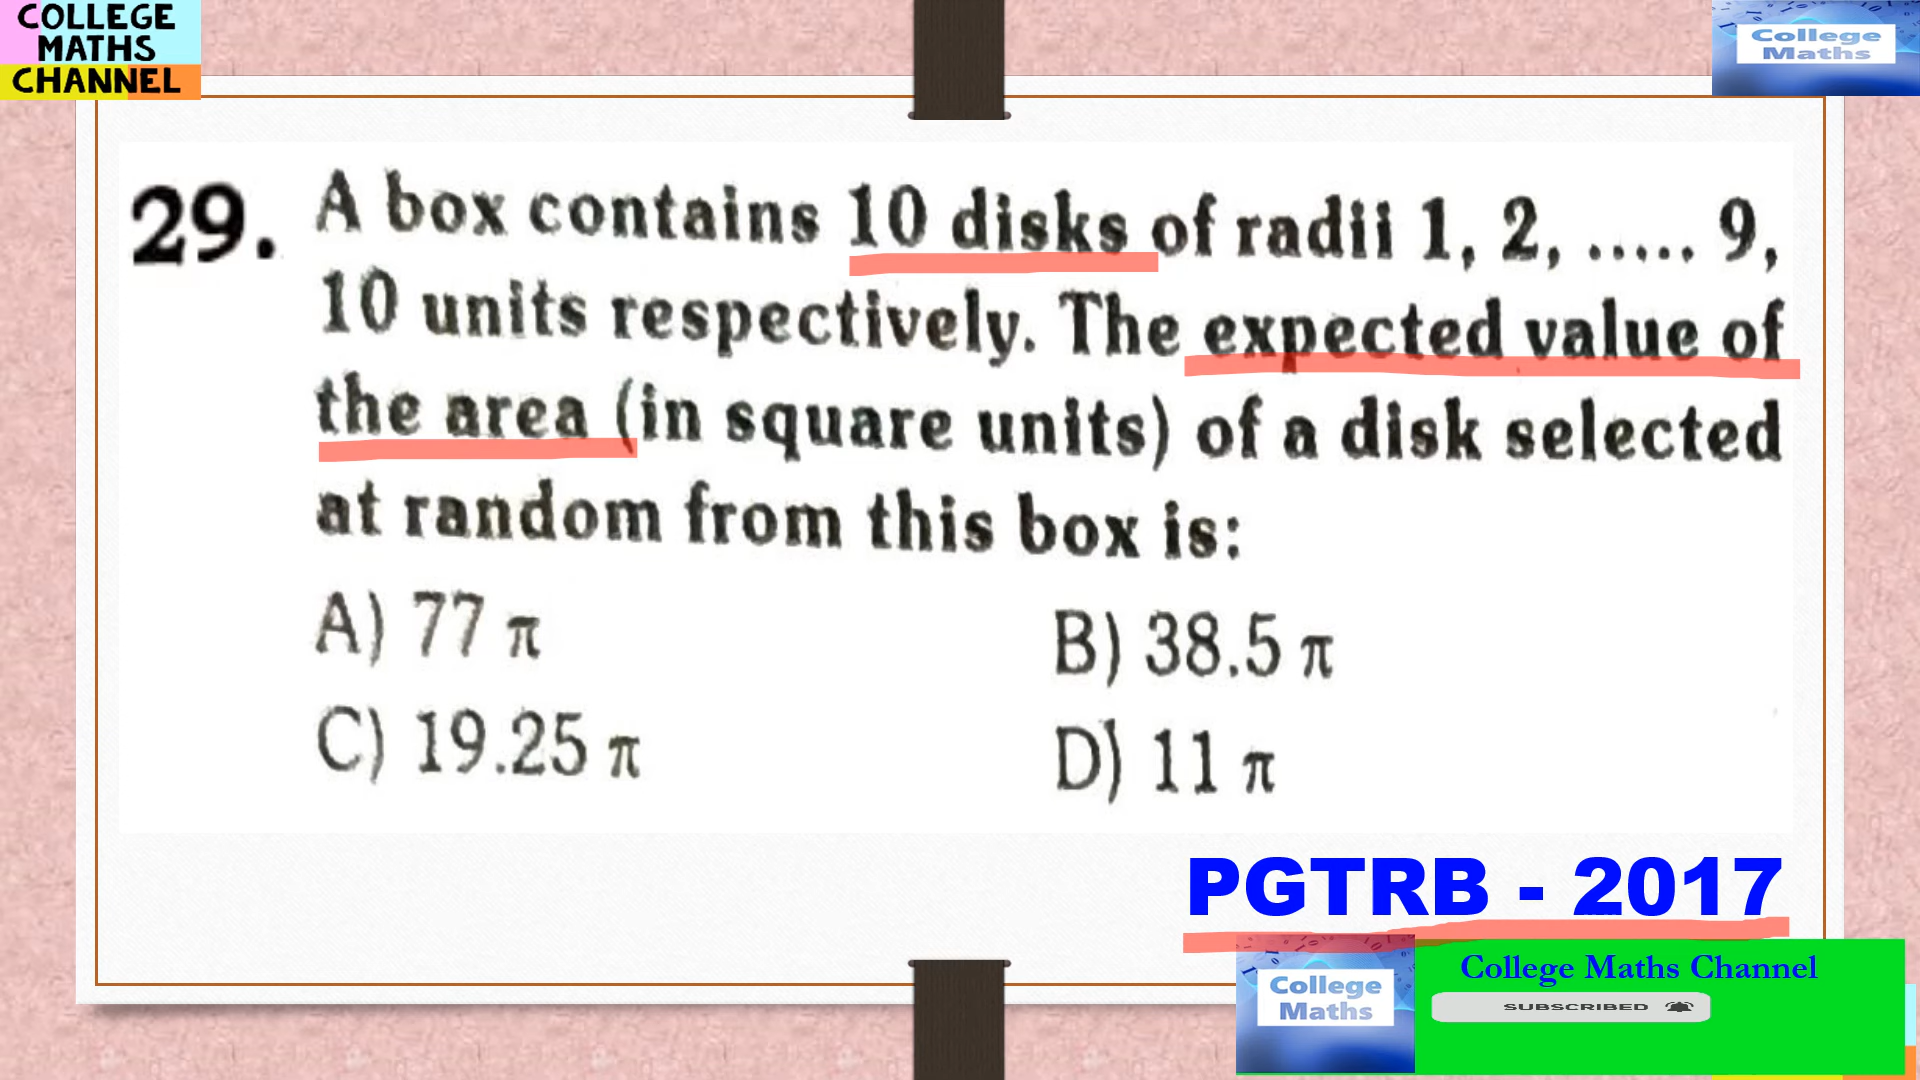 COLLEGE
MATHS
CHANNEL
College
Maths
29. A box contains 10 disks of radii 1, 2, ..... 9,
10 units respectively. The expected value of
the area (in square units) of a disk selected
at random from this box is:
A) 77 π
B) 38.5 π
C) 19.25 π
D) 11 π
PGTRB - 2017
College
Maths
College Maths Channel
SUBSCRIBED